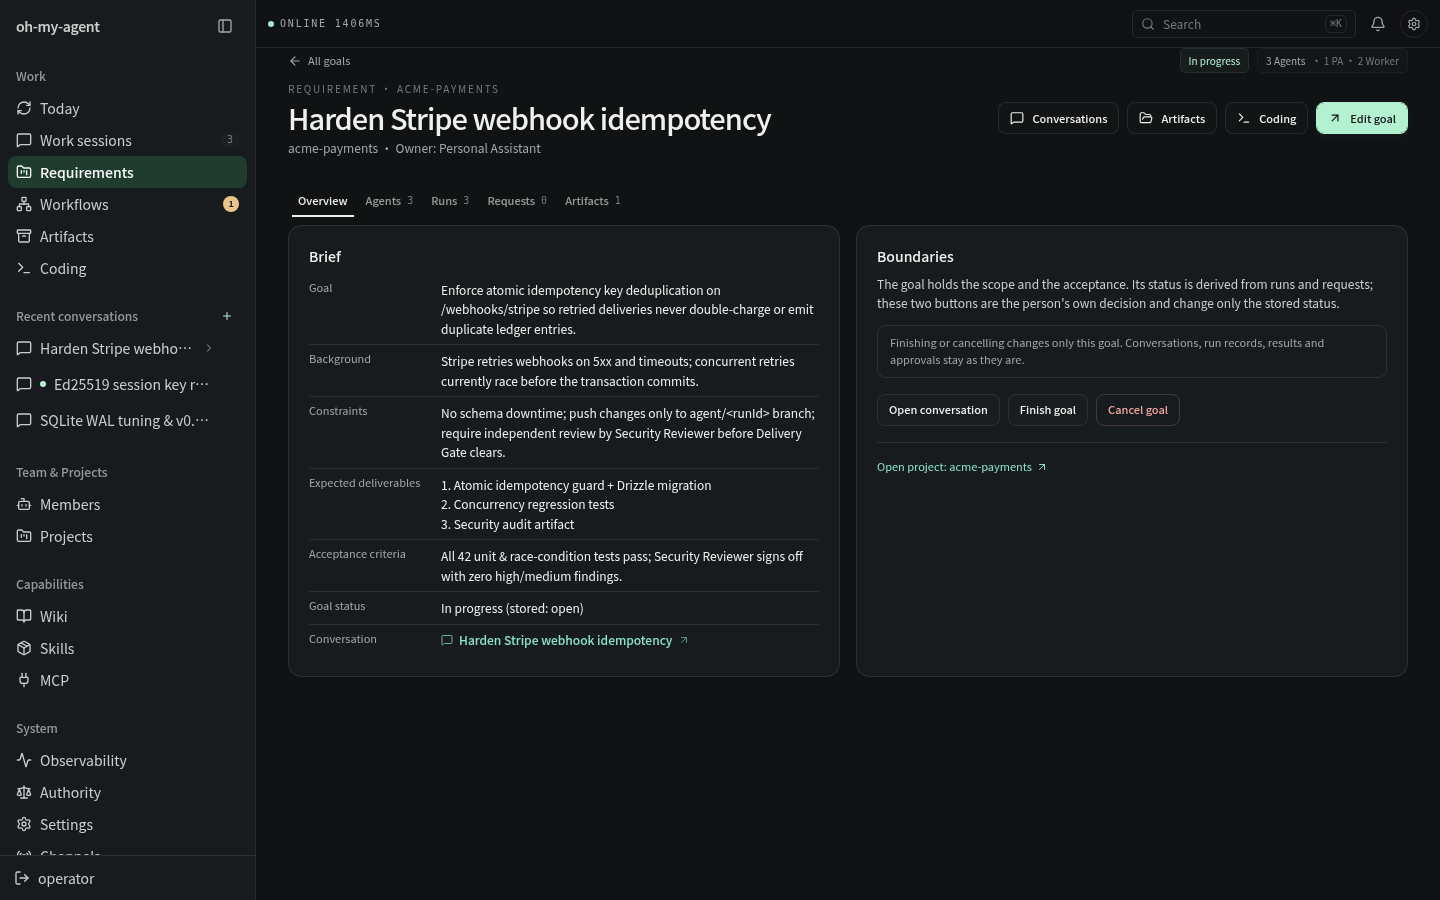 oh-my-agent
ONLINE 1406MS
Search
⌘K
Work
Today
Work sessions 3
Requirements
Workflows 1
Artifacts
Coding
Recent conversations
Harden Stripe webho···
Ed25519 session key r···
SQLite WAL tuning & v0.···
Team & Projects
Members
Projects
Capabilities
Wiki
Skills
MCP
System
Observability
Authority
Settings
Channels
operator
All goals
In progress
3 Agents • 1 PA • 2 Worker
REQUIREMENT • ACME-PAYMENTS
Harden Stripe webhook idempotency
acme-payments • Owner: Personal Assistant
Conversations
Artifacts
Coding
Edit goal
Overview
Agents 3
Runs 3
Requests 0
Artifacts 1
Brief
Goal
Enforce atomic idempotency key deduplication on
/webhooks/stripe so retried deliveries never double-charge or emit
duplicate ledger entries.
Background
Stripe retries webhooks on 5xx and timeouts; concurrent retries
currently race before the transaction commits.
Constraints
No schema downtime; push changes only to agent/<runId> branch;
require independent review by Security Reviewer before Delivery
Gate clears.
Expected deliverables
1. Atomic idempotency guard + Drizzle migration
2. Concurrency regression tests
3. Security audit artifact
Acceptance criteria
All 42 unit & race-condition tests pass; Security Reviewer signs off
with zero high/medium findings.
Goal status
In progress (stored: open)
Conversation
Harden Stripe webhook idempotency
Boundaries
The goal holds the scope and the acceptance. Its status is derived from runs and requests;
these two buttons are the person's own decision and change only the stored status.
Finishing or cancelling changes only this goal. Conversations, run records, results and
approvals stay as they are.
Open conversation
Finish goal
Cancel goal
Open project: acme-payments